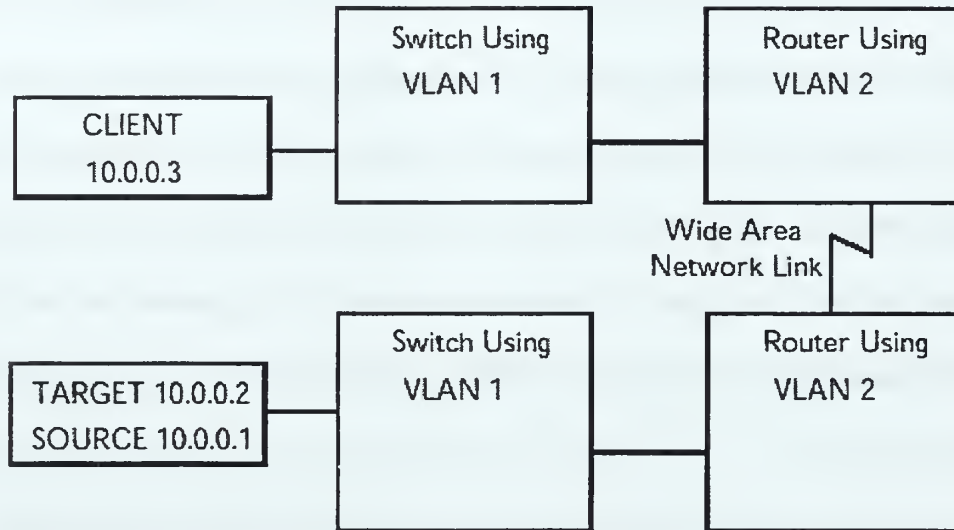 Switch Using
VLAN 1
Router Using
VLAN 2
CLIENT
10.0.0.3
Wide Area
Network Link
Switch Using
VLAN 1
Router Using
VLAN 2
TARGET 10.0.0.2
SOURCE 10.0.0.1